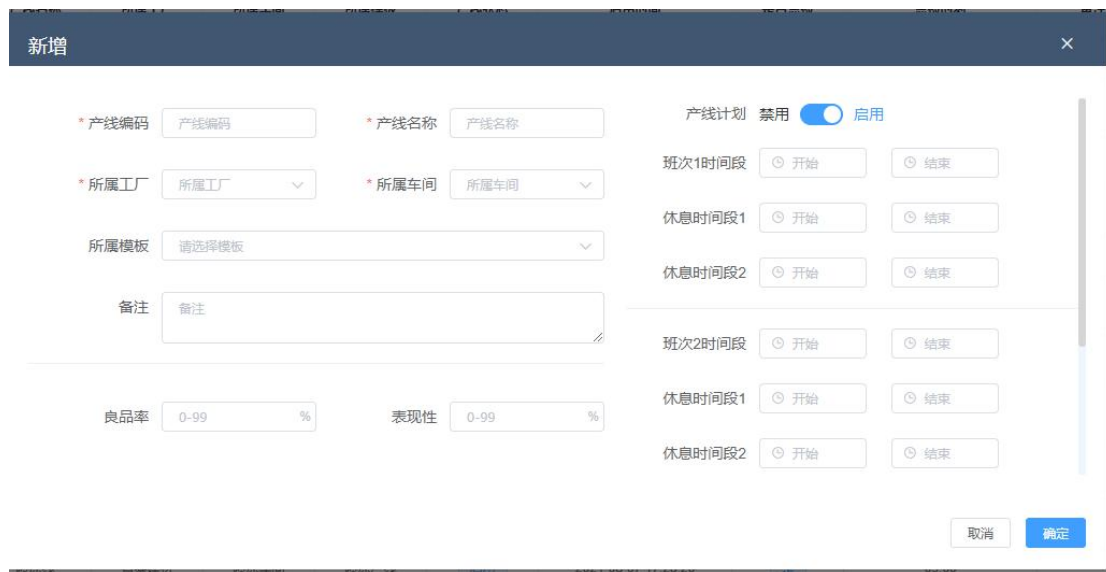 新增
* 产线编码 产线编码 * 产线名称 产线名称
* 所属工厂 所属工厂 * 所属车间 所属车间
所属模板 请选择模板
备注 备注
良品率 0-99 % 表现性 0-99 %
产线计划 禁用 启用
班次1时间段 开始 结束
休息时间段1 开始 结束
休息时间段2 开始 结束
班次2时间段 开始 结束
休息时间段1 开始 结束
休息时间段2 开始 结束
取消 确定